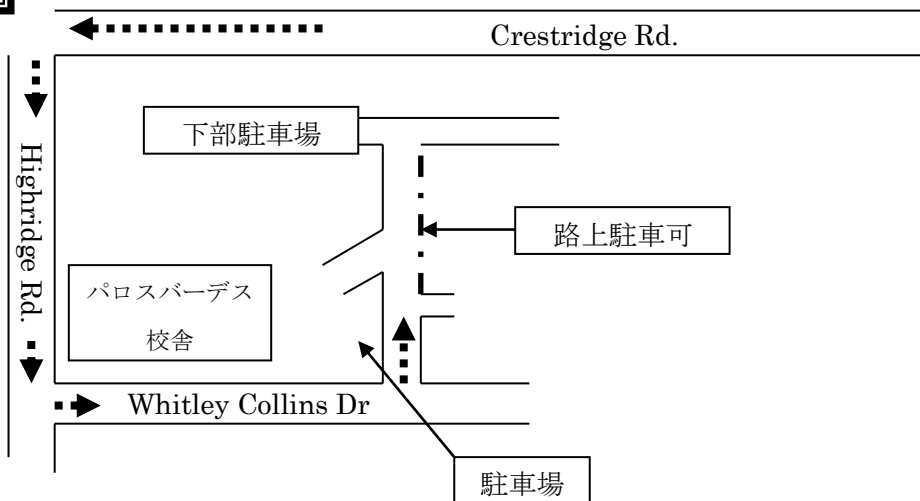 Crestridge Rd.
下部駐車場
Highridge Rd.
路上駐車可
パロスバーデス
校舎
Whitley Collins Dr
駐車場